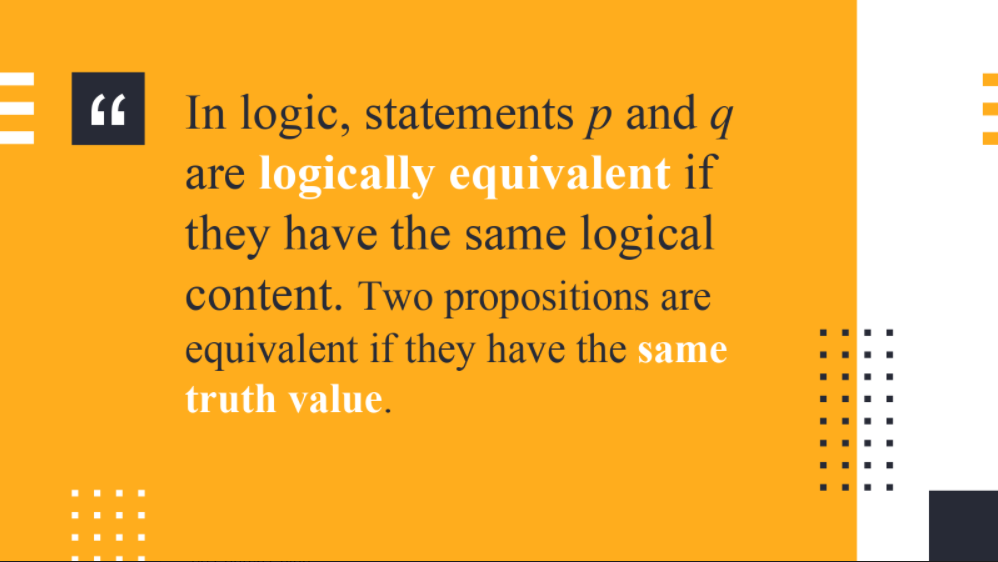 “
In logic, statements p and q
are logically equivalent if
they have the same logical
content. Two propositions are
equivalent if they have the same
truth value.